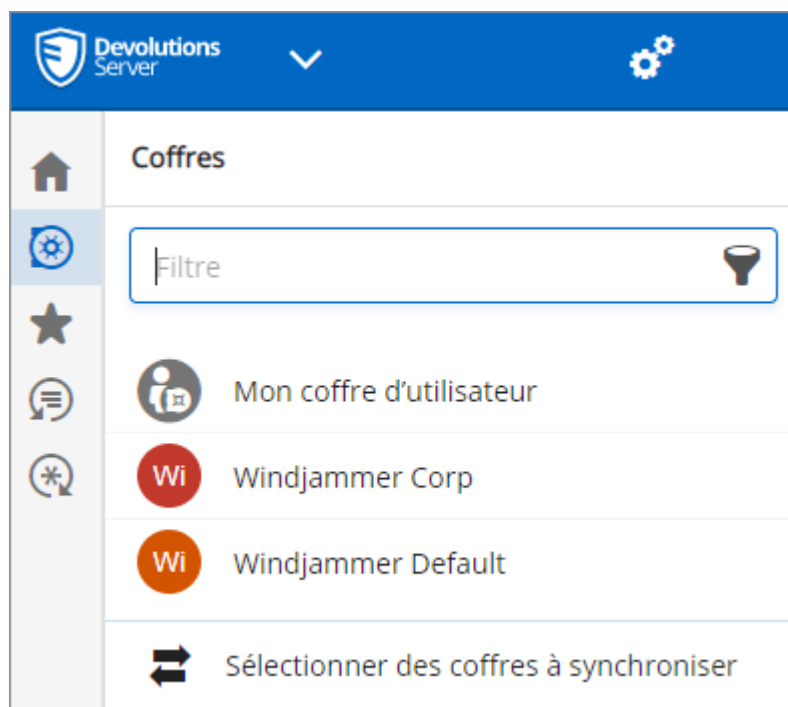 Devolutions
Server
Coffres
Filtre
Mon coffre d’utilisateur
Wi Windjammer Corp
Wi Windjammer Default
Sélectionner des coffres à synchroniser